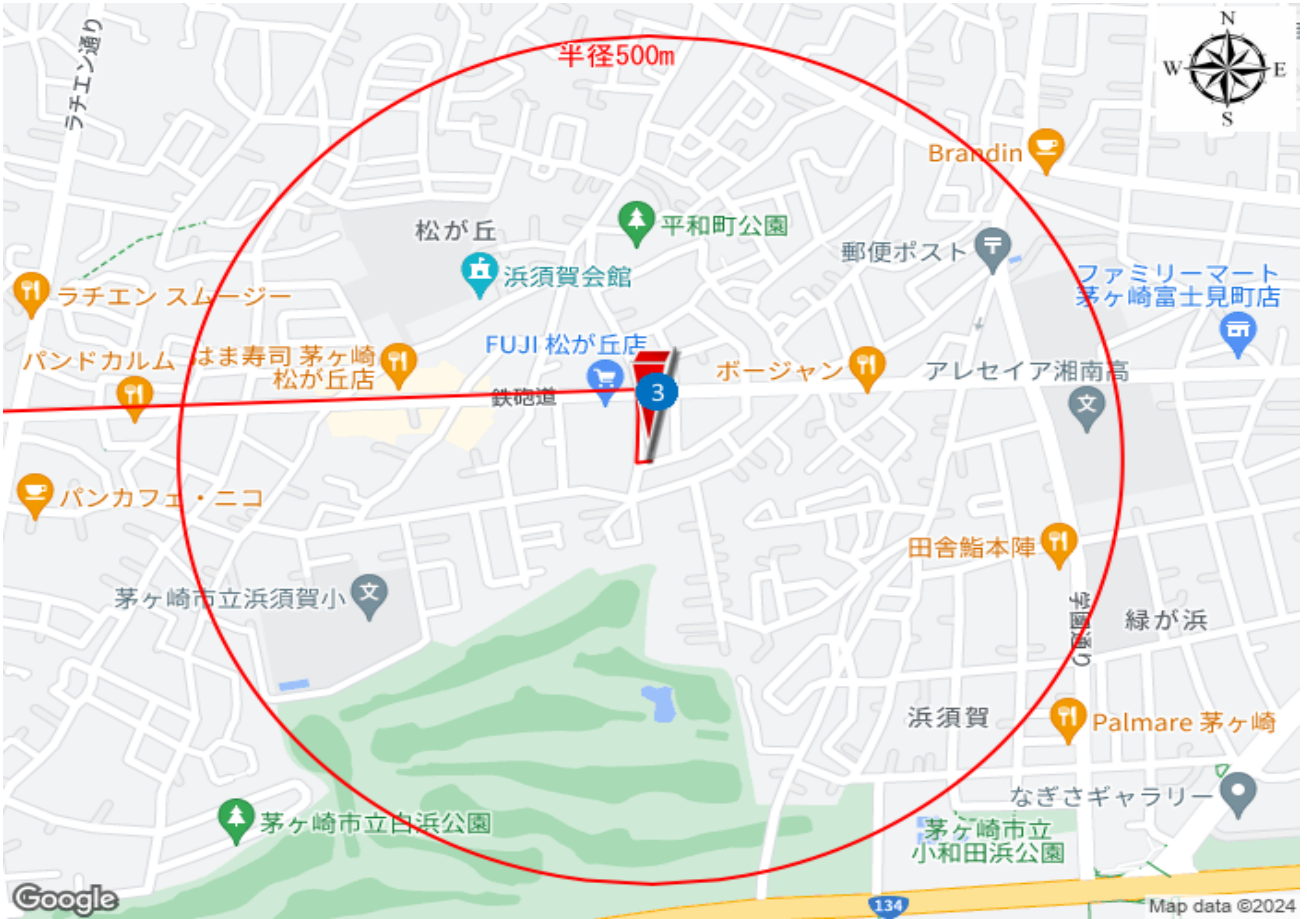 ラチエン通り
半径500m
N
W
E
S
Brandin
松が丘
平和町公園
郵便ポスト
浜須賀会館
ファミリーマート
茅ヶ崎富士見町店
ラチエン スムージー
FUJI 松が丘店
パンドカルム
はま寿司 茅ヶ崎
松が丘店
ボージャン
アレセイア湘南高
鉄砲道
3
文
パンカフェ・ニコ
田舎鮨本陣
茅ヶ崎市立浜須賀小
文
学園通り
緑が浜
浜須賀
Palmare 茅ヶ崎
なぎさギャラリー
茅ヶ崎市立白浜公園
茅ヶ崎市立
小和田浜公園
134
Google
Map data ©2024